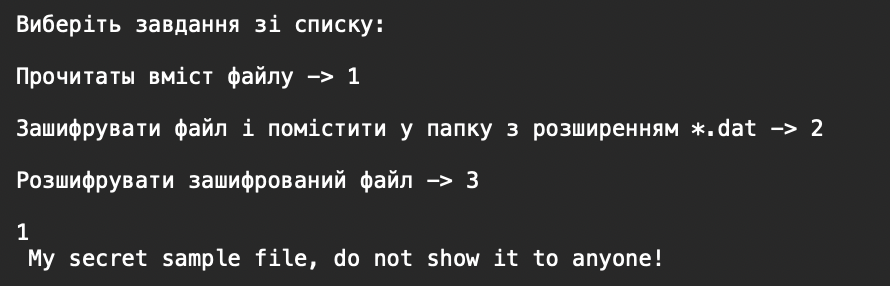 Виберіть завдання зі списку:
Прочитаты вміст файлу -> 1
Зашифрувати файл і помістити у папку з розширенням *.dat -> 2
Розшифрувати зашифрований файл -> 3
1
My secret sample file, do not show it to anyone!